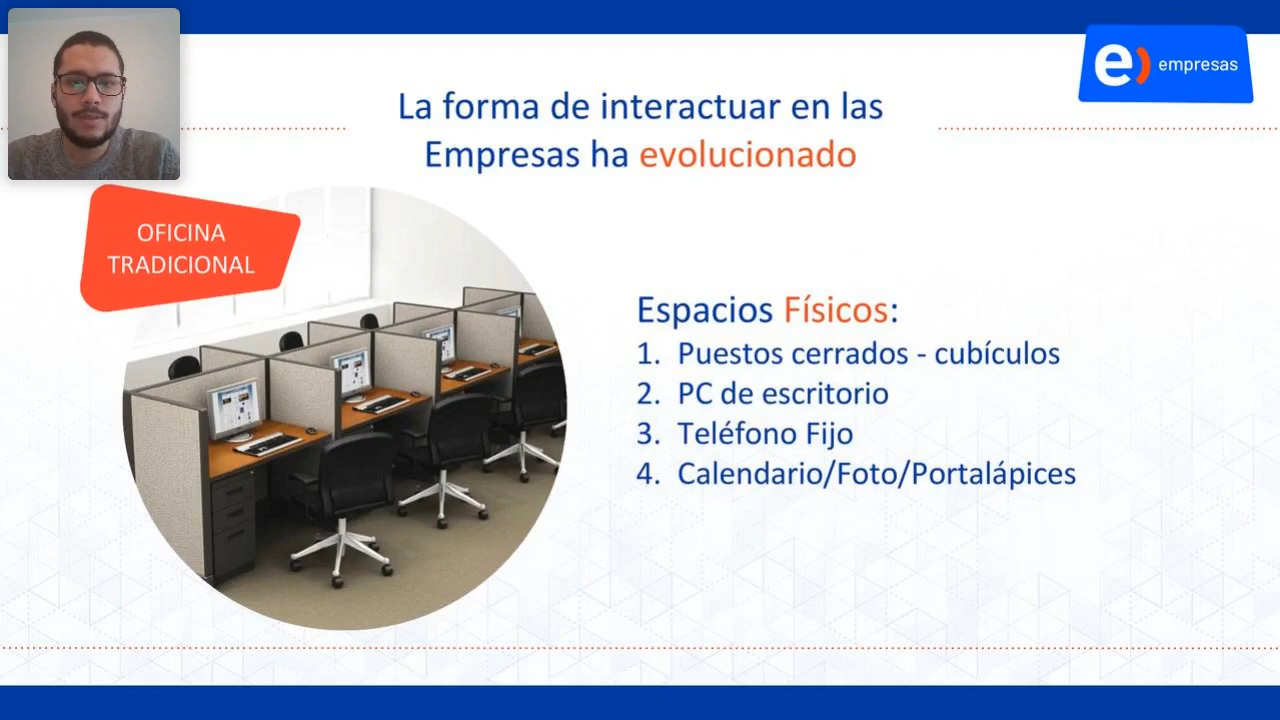 e) empresas
La forma de interactuar en las
Empresas ha evolucionado
OFICINA
TRADICIONAL
Espacios Físicos:
1. Puestos cerrados - cubículos
2. PC de escritorio
3. Teléfono Fijo
4. Calendario/Foto/Portalápices